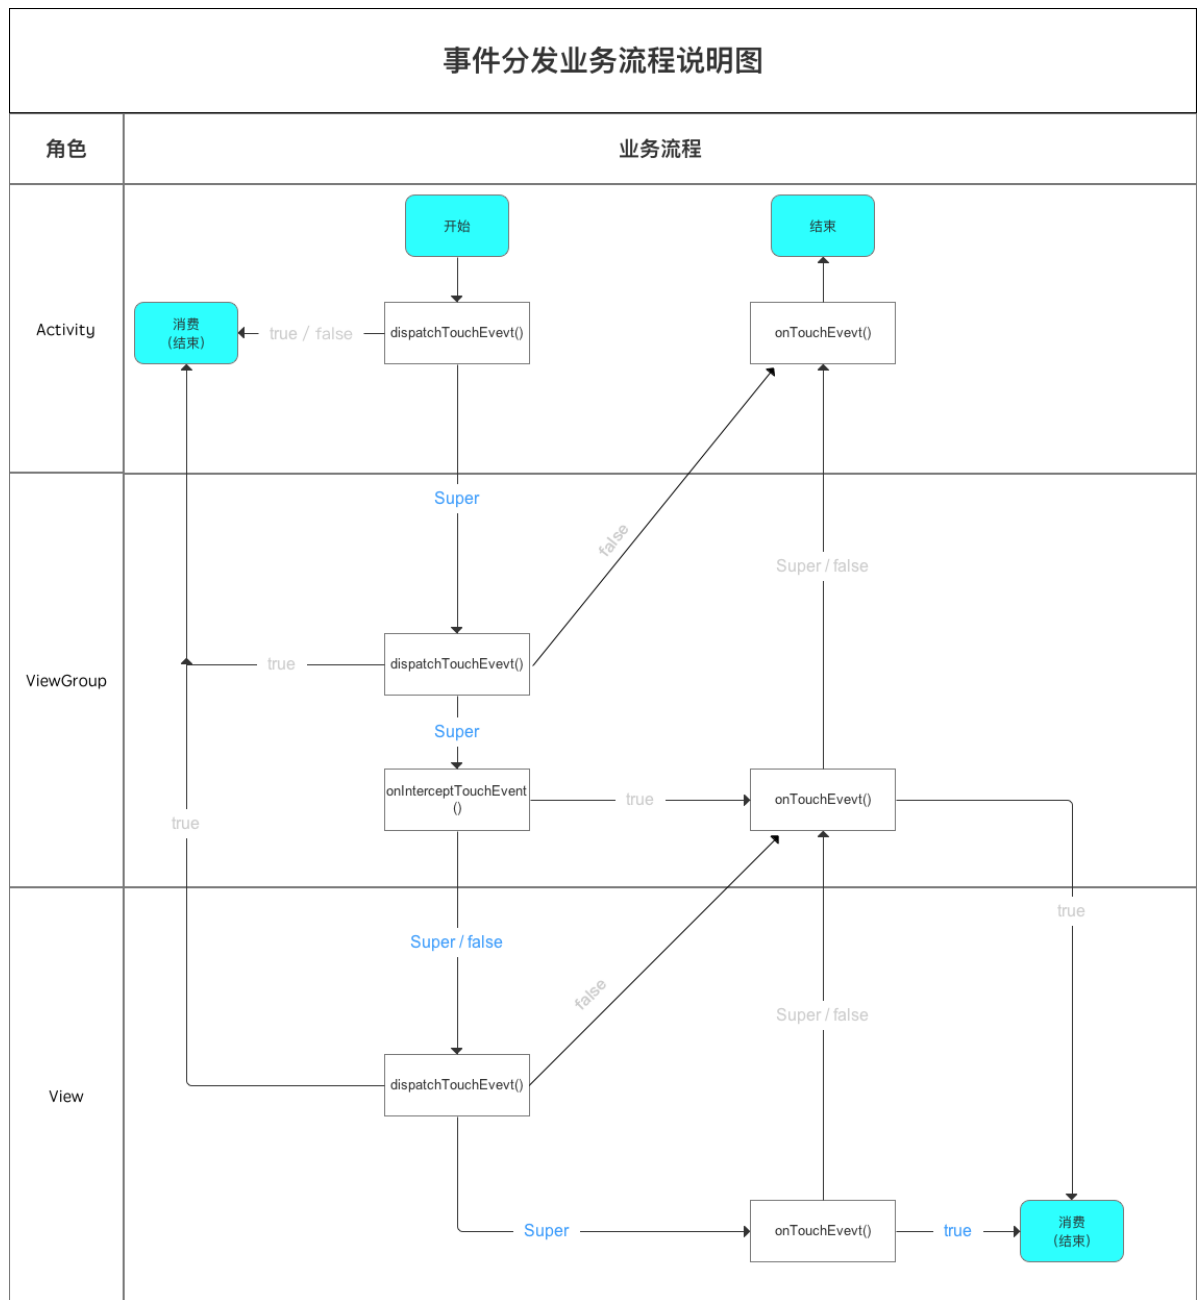 事件分发业务流程说明图
角色
业务流程
开始
结束
Activity
消费
(结束)
true / false
dispatchTouchEvevt()
onTouchEvevt()
Super
false
Super / false
ViewGroup
true
dispatchTouchEvevt()
Super
onInterceptTouchEvent
()
true
onTouchEvevt()
true
true
Super / false
false
Super / false
View
dispatchTouchEvevt()
Super
onTouchEvevt()
true
消费
(结束)